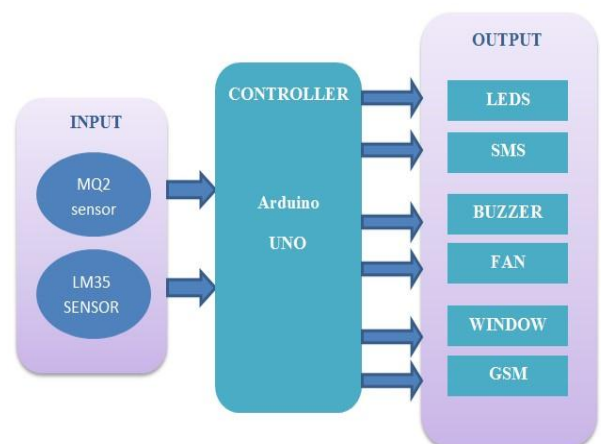 INPUT
MQ2
sensor
LM35
SENSOR
CONTROLLER
Arduino
UNO
OUTPUT
LEDS
SMS
BUZZER
FAN
WINDOW
GSM